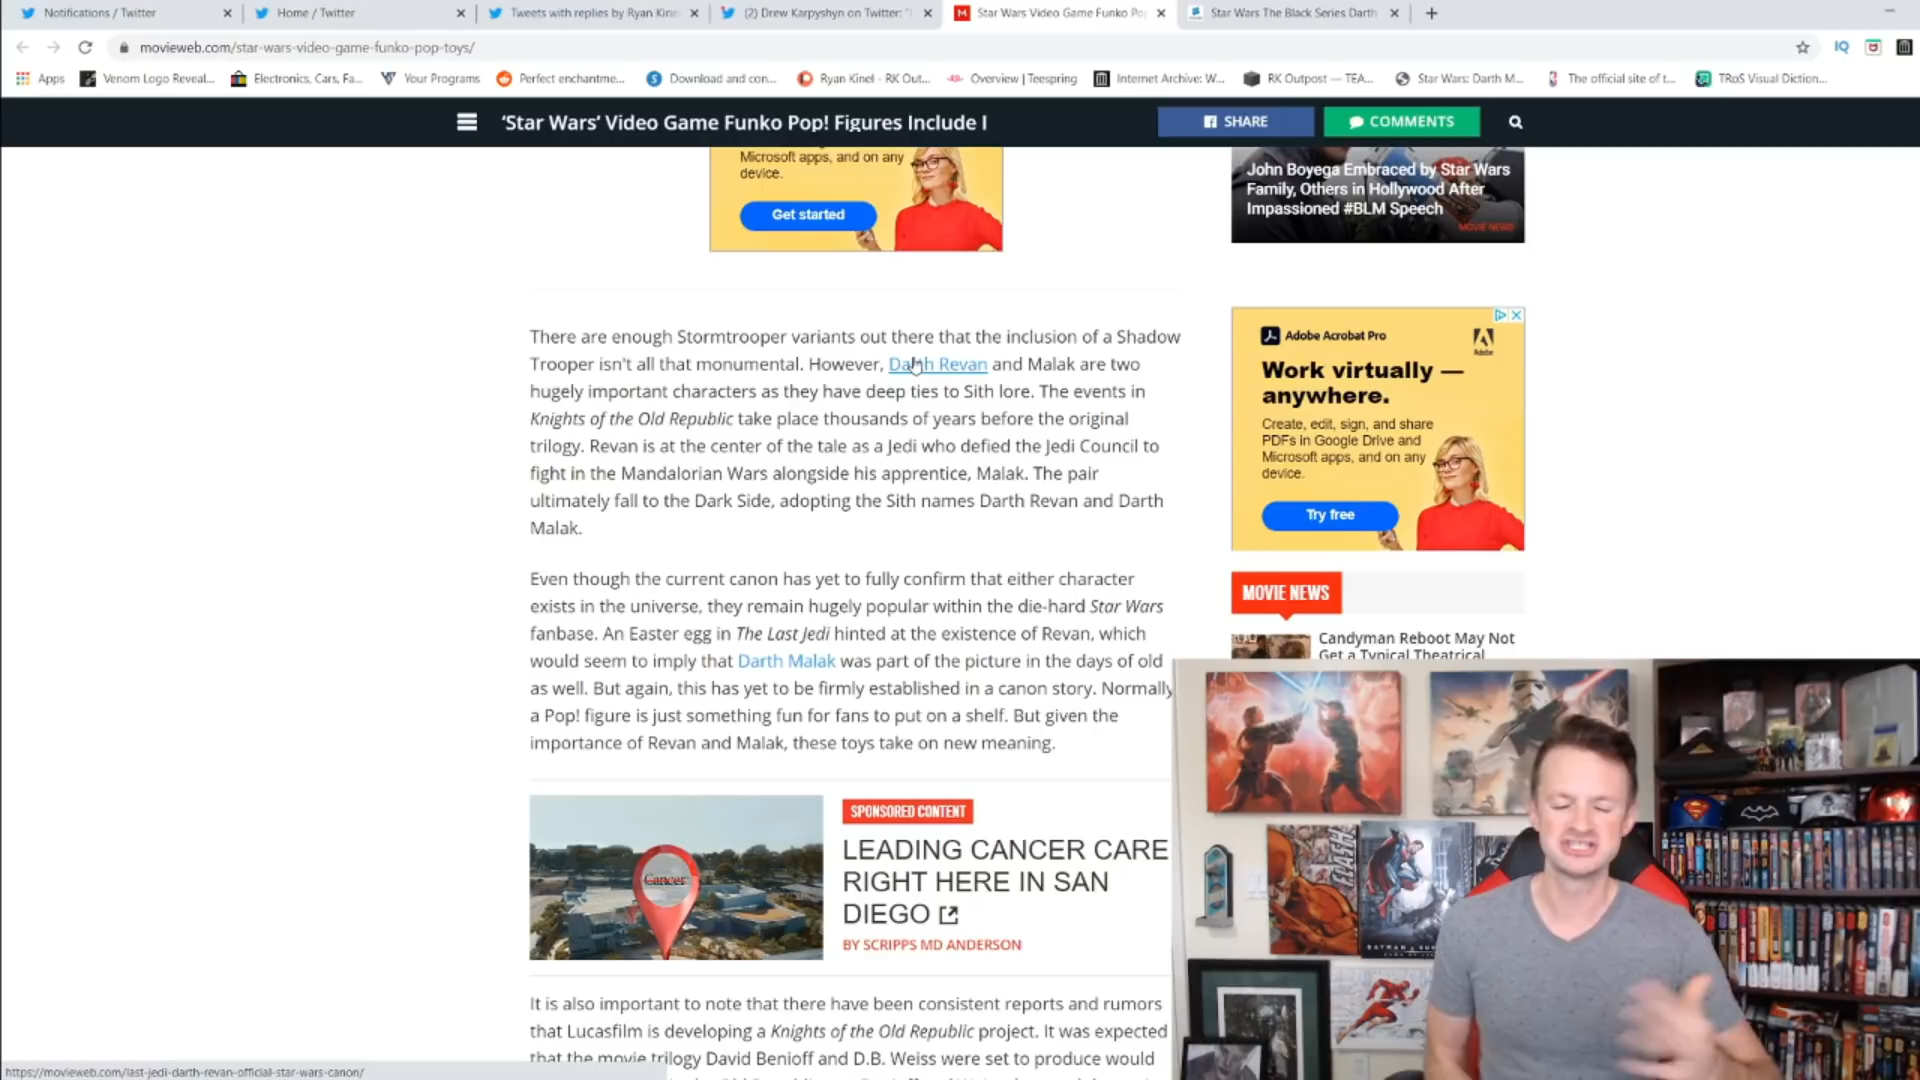 Notifications / Twitter
Home / Twitter
Tweets with replies by Ryan Kine
(2) Drew Karpyshyn on Twitter: "I
Star Wars Video Game Funko Po
Star Wars The Black Series Darth
movieweb.com/star-wars-video-game-funko-pop-toys/
Apps
Venom Logo Reveal...
Electronics, Cars, Fa...
Your Programs
Perfect enchantme...
Download and con...
Ryan Kinel - RK Out...
Overview | Teespring
Internet Archive: W...
RK Outpost — TEA...
Star Wars: Darth M...
The official site of t...
TRoS Visual Diction...
'Star Wars' Video Game Funko Pop! Figures Include I
SHARE
COMMENTS
Microsoft apps, and on any
device.
Get started
John Boyega Embraced by Star Wars
Family, Others in Hollywood After
Impassioned #BLM Speech
MOVIE NEWS
There are enough Stormtrooper variants out there that the inclusion of a Shadow
Trooper isn't all that monumental. However, Darth Revan and Malak are two
hugely important characters as they have deep ties to Sith lore. The events in
Knights of the Old Republic take place thousands of years before the original
trilogy. Revan is at the center of the tale as a Jedi who defied the Jedi Council to
fight in the Mandalorian Wars alongside his apprentice, Malak. The pair
ultimately fall to the Dark Side, adopting the Sith names Darth Revan and Darth
Malak.
Adobe Acrobat Pro
Adobe
Work virtually —
anywhere.
Create, edit, sign, and share
PDFs in Google Drive and
Microsoft apps, and on any
device.
Try free
Even though the current canon has yet to fully confirm that either character
exists in the universe, they remain hugely popular within the die-hard Star Wars
fanbase. An Easter egg in The Last Jedi hinted at the existence of Revan, which
would seem to imply that Darth Malak was part of the picture in the days of old
as well. But again, this has yet to be firmly established in a canon story. Normally
a Pop! figure is just something fun for fans to put on a shelf. But given the
importance of Revan and Malak, these toys take on new meaning.
MOVIE NEWS
Candyman Reboot May Not
Get a Typical Theatrical
Cancer
SPONSORED CONTENT
LEADING CANCER CARE
RIGHT HERE IN SAN
DIEGO
BY SCRIPPS MD ANDERSON
It is also important to note that there have been consistent reports and rumors
that Lucasfilm is developing a Knights of the Old Republic project. It was expected
that the movie trilogy David Benioff and D.B. Weiss were set to produce would
https://movieweb.com/last-jedi-darth-revan-official-star-wars-canon/
FLASH